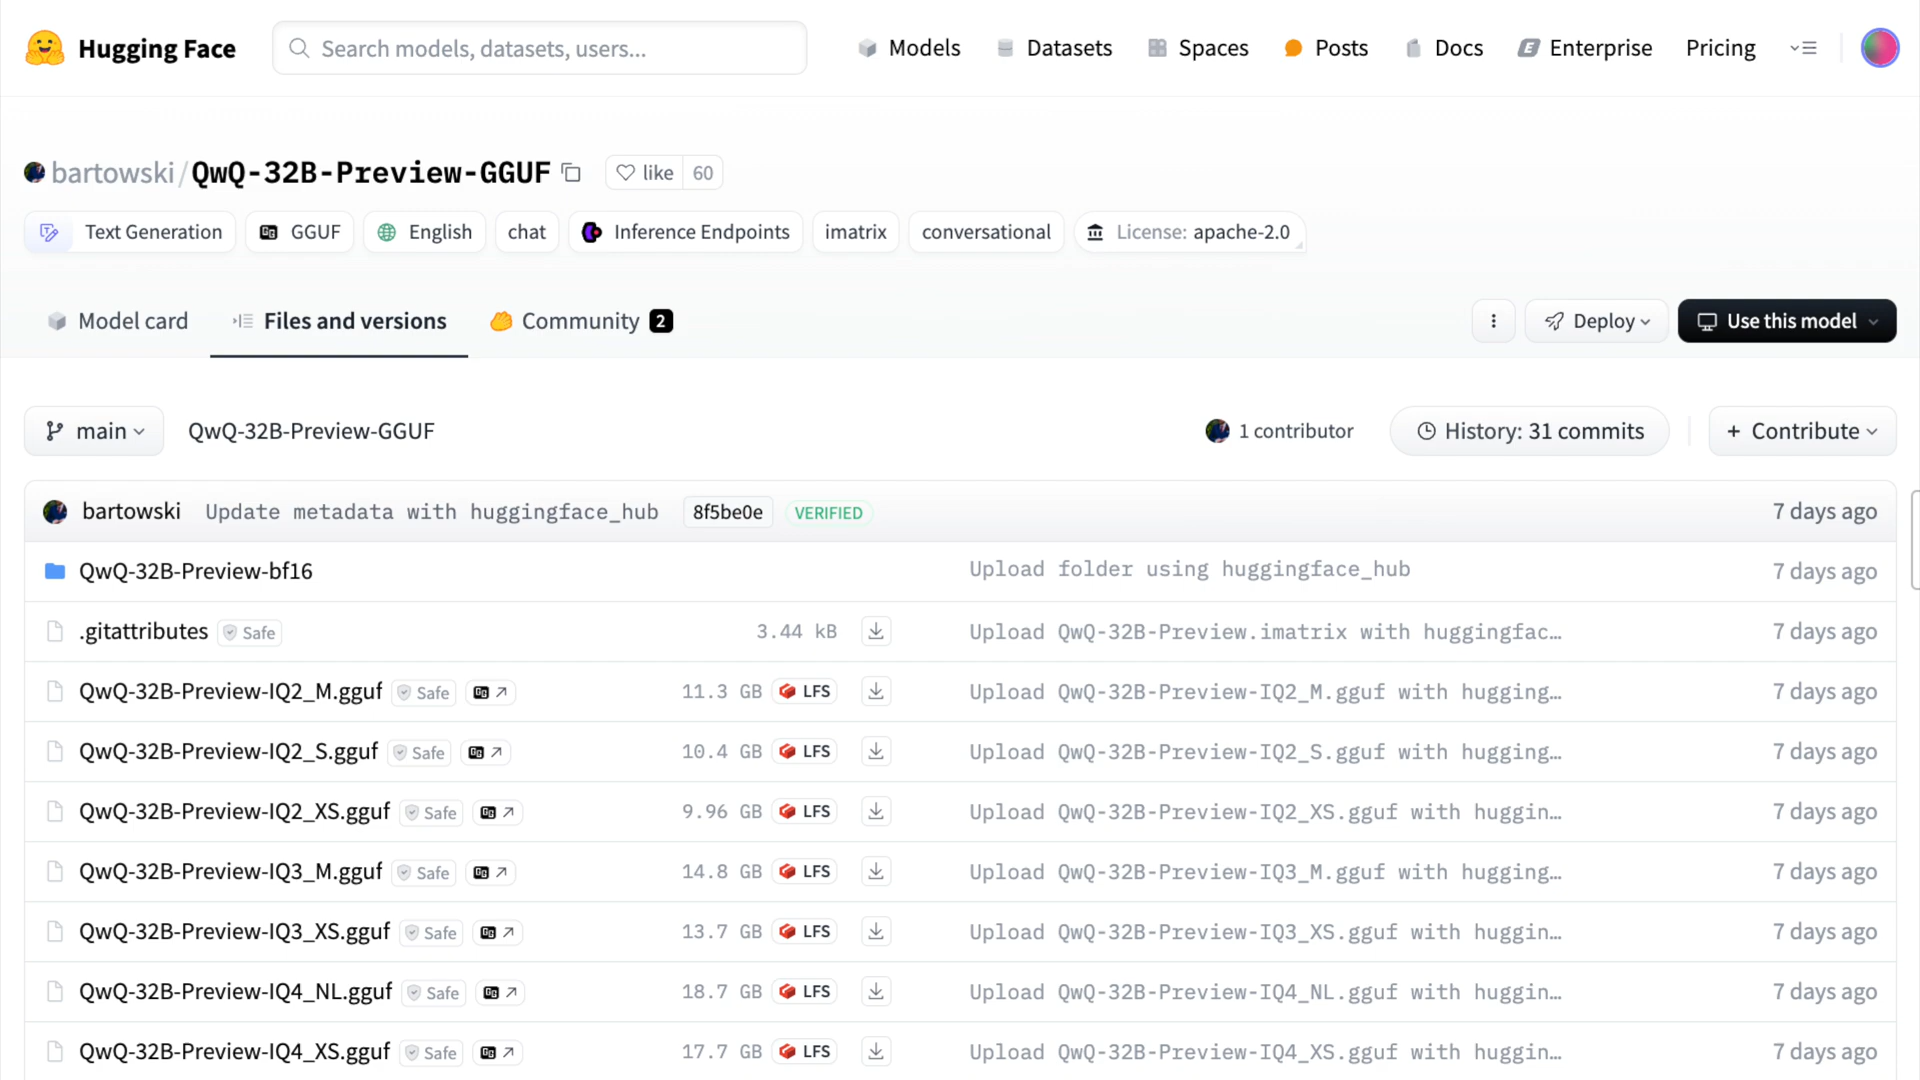 Hugging Face
Search models, datasets, users...
Models
Datasets
Spaces
Posts
Docs
Enterprise
Pricing
bartowski/QwQ-32B-Preview-GGUF
like 60
Text Generation
GGUF
English
chat
Inference Endpoints
imatrix
conversational
License: apache-2.0
Model card
Files and versions
Community 2
Deploy
Use this model
main
QwQ-32B-Preview-GGUF
1 contributor
History: 31 commits
+ Contribute
bartowski Update metadata with huggingface_hub 8f5be0e VERIFIED 7 days ago
QwQ-32B-Preview-bf16 Upload folder using huggingface_hub 7 days ago
.gitattributes Safe 3.44 kB Upload QwQ-32B-Preview.imatrix with huggingfac… 7 days ago
QwQ-32B-Preview-IQ2_M.gguf Safe 11.3 GB LFS Upload QwQ-32B-Preview-IQ2_M.gguf with hugging… 7 days ago
QwQ-32B-Preview-IQ2_S.gguf Safe 10.4 GB LFS Upload QwQ-32B-Preview-IQ2_S.gguf with hugging… 7 days ago
QwQ-32B-Preview-IQ2_XS.gguf Safe 9.96 GB LFS Upload QwQ-32B-Preview-IQ2_XS.gguf with huggin… 7 days ago
QwQ-32B-Preview-IQ3_M.gguf Safe 14.8 GB LFS Upload QwQ-32B-Preview-IQ3_M.gguf with hugging… 7 days ago
QwQ-32B-Preview-IQ3_XS.gguf Safe 13.7 GB LFS Upload QwQ-32B-Preview-IQ3_XS.gguf with huggin… 7 days ago
QwQ-32B-Preview-IQ4_NL.gguf Safe 18.7 GB LFS Upload QwQ-32B-Preview-IQ4_NL.gguf with huggin… 7 days ago
QwQ-32B-Preview-IQ4_XS.gguf Safe 17.7 GB LFS Upload QwQ-32B-Preview-IQ4_XS.gguf with huggin… 7 days ago